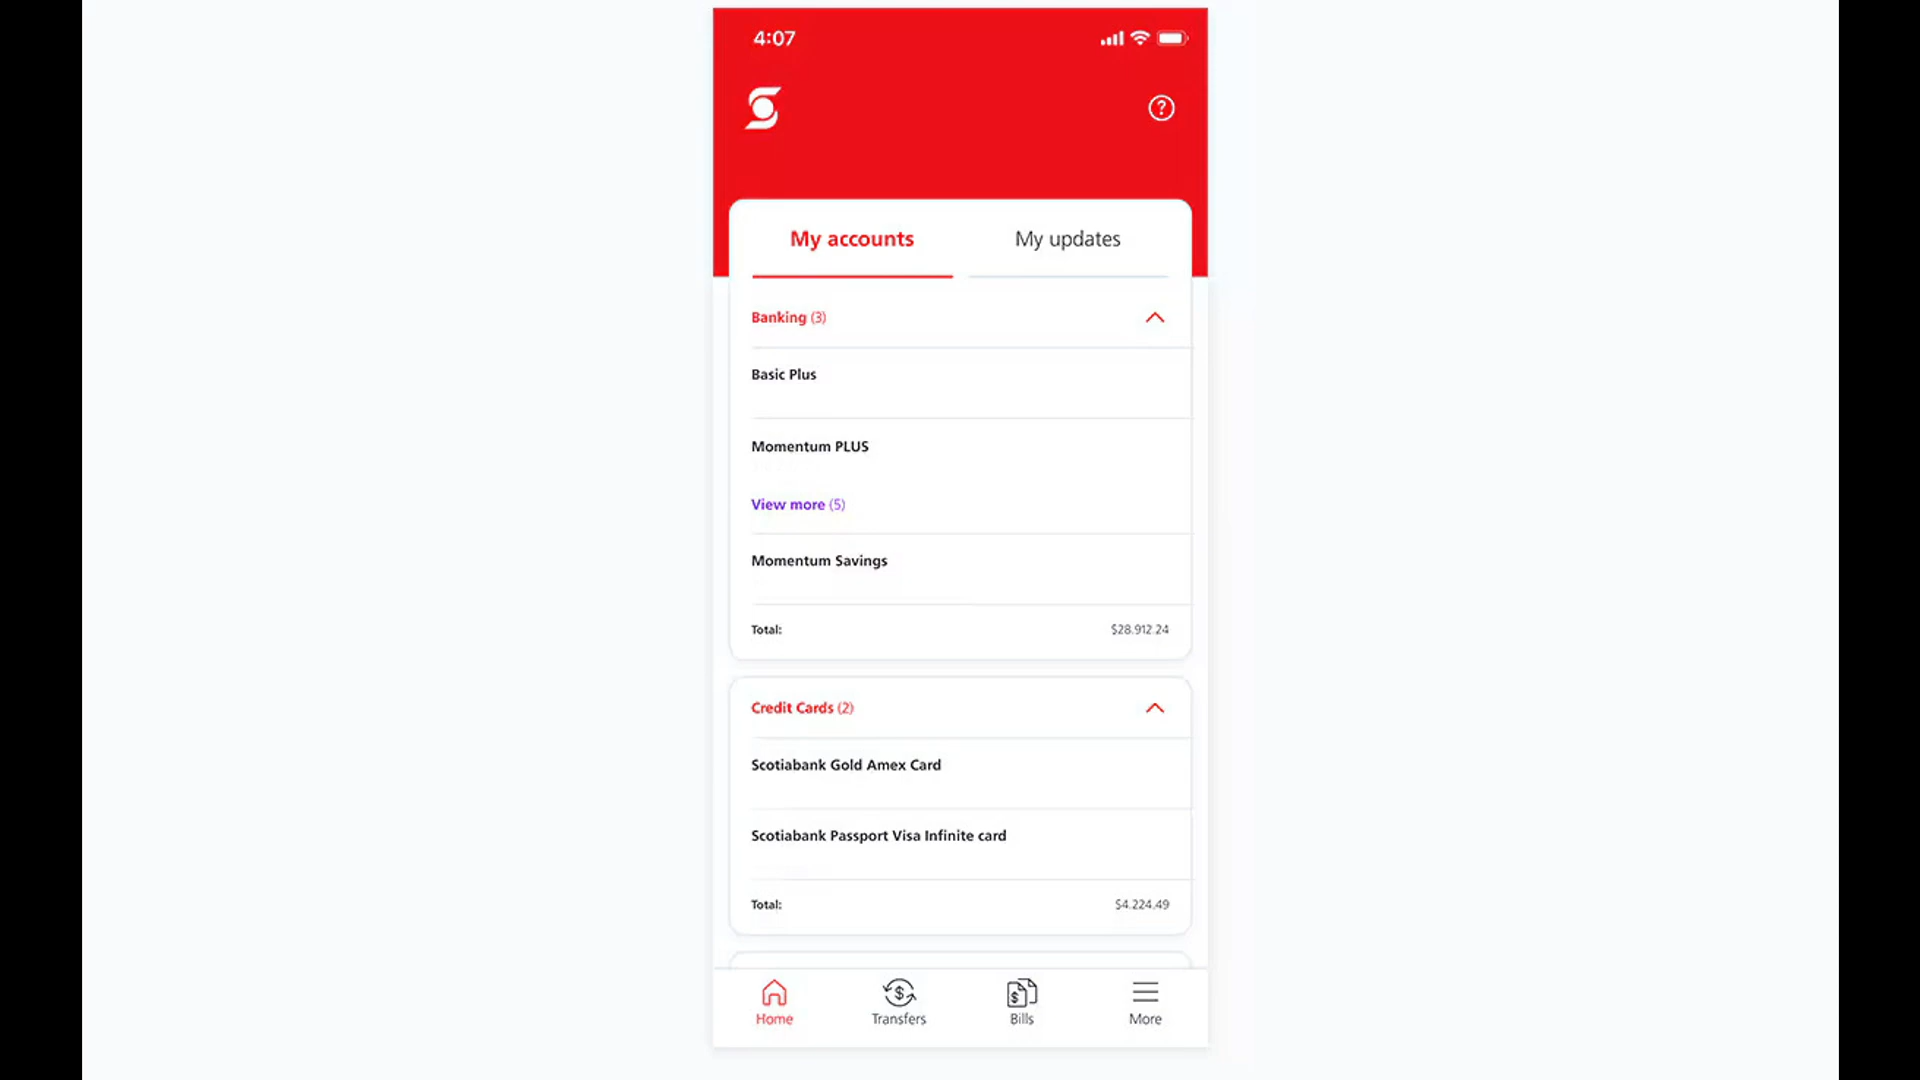 4:07
?
My accounts
My updates
Banking (3)
Basic Plus
Momentum PLUS
View more (5)
Momentum Savings
Total: $28.912.24
Credit Cards (2)
Scotiabank Gold Amex Card
Scotiabank Passport Visa Infinite card
Total: $4.224.49
Home
Transfers
Bills
More